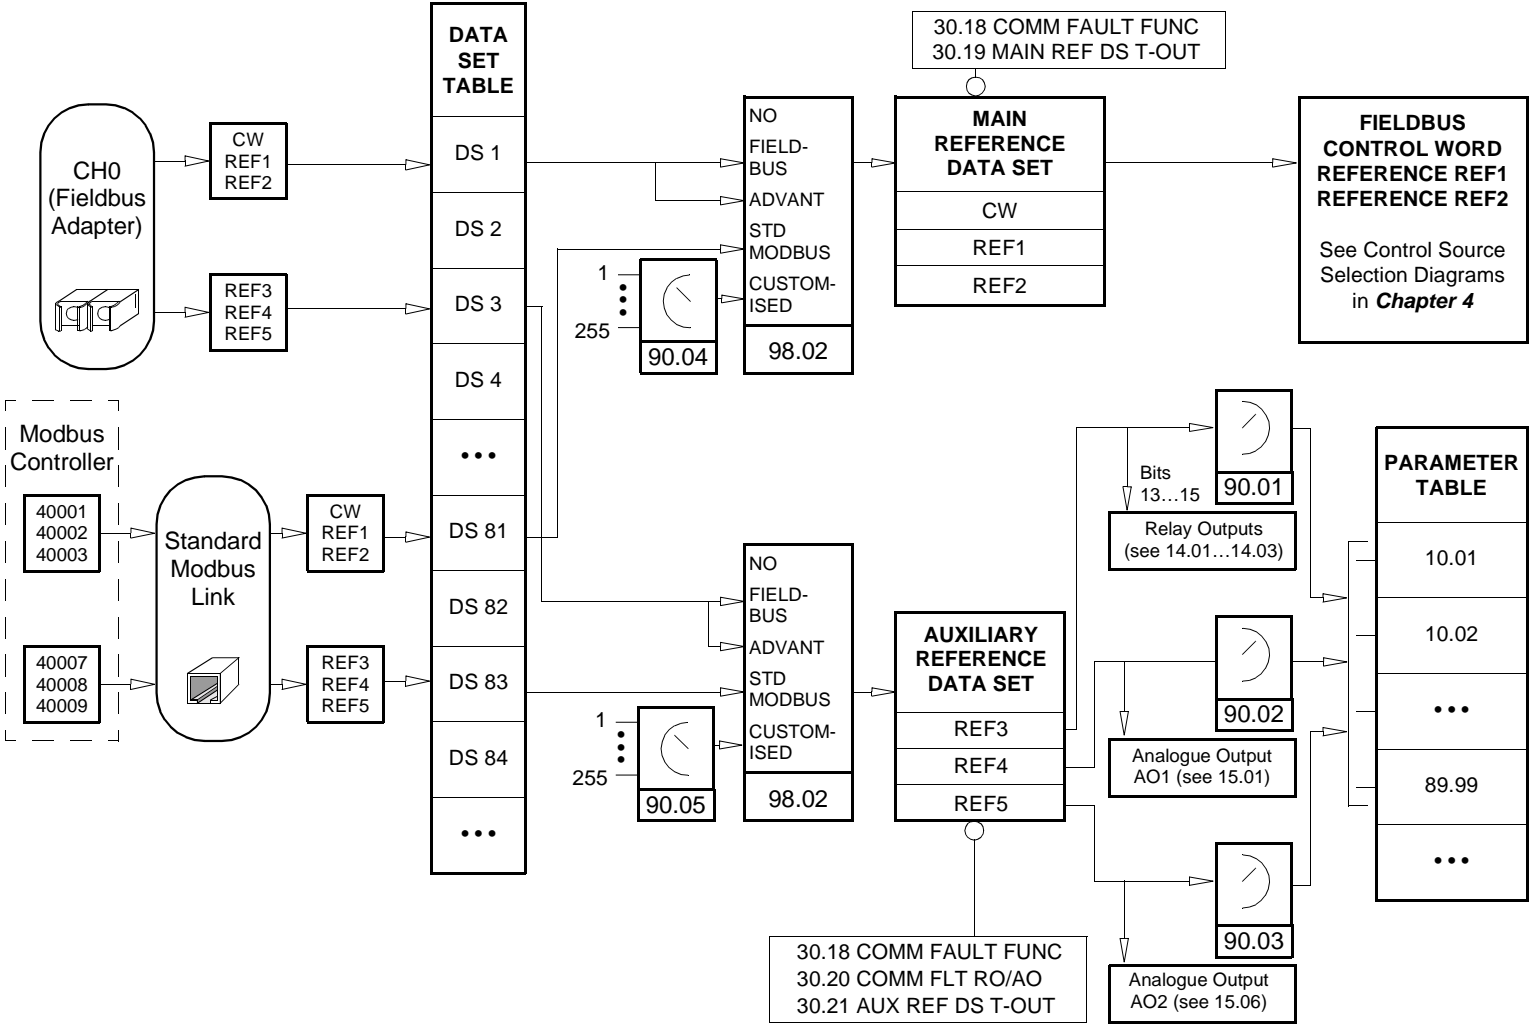 30.18 COMM FAULT FUNC
30.19 MAIN REF DS T-OUT
CH0
(Fieldbus
Adapter)
CW
REF1
REF2
REF3
REF4
REF5
Modbus
Controller
40001
40002
40003
40007
40008
40009
Standard
Modbus
Link
CW
REF1
REF2
REF3
REF4
REF5
DATA
SET
TABLE
DS 1
DS 2
DS 3
DS 4
•••
DS 81
DS 82
DS 83
DS 84
•••
1
255
90.04
NO
FIELD-
BUS
ADVANT
STD
MODBUS
CUSTOM-
ISED
98.02
MAIN
REFERENCE
DATA SET
CW
REF1
REF2
FIELDBUS
CONTROL WORD
REFERENCE REF1
REFERENCE REF2
See Control Source
Selection Diagrams
in Chapter 4
1
255
90.05
NO
FIELD-
BUS
ADVANT
STD
MODBUS
CUSTOM-
ISED
98.02
AUXILIARY
REFERENCE
DATA SET
REF3
REF4
REF5
30.18 COMM FAULT FUNC
30.20 COMM FLT RO/AO
30.21 AUX REF DS T-OUT
Bits
13…15
90.01
Relay Outputs
(see 14.01…14.03)
90.02
Analogue Output
AO1 (see 15.01)
90.03
Analogue Output
AO2 (see 15.06)
PARAMETER
TABLE
10.01
10.02
•••
89.99
•••